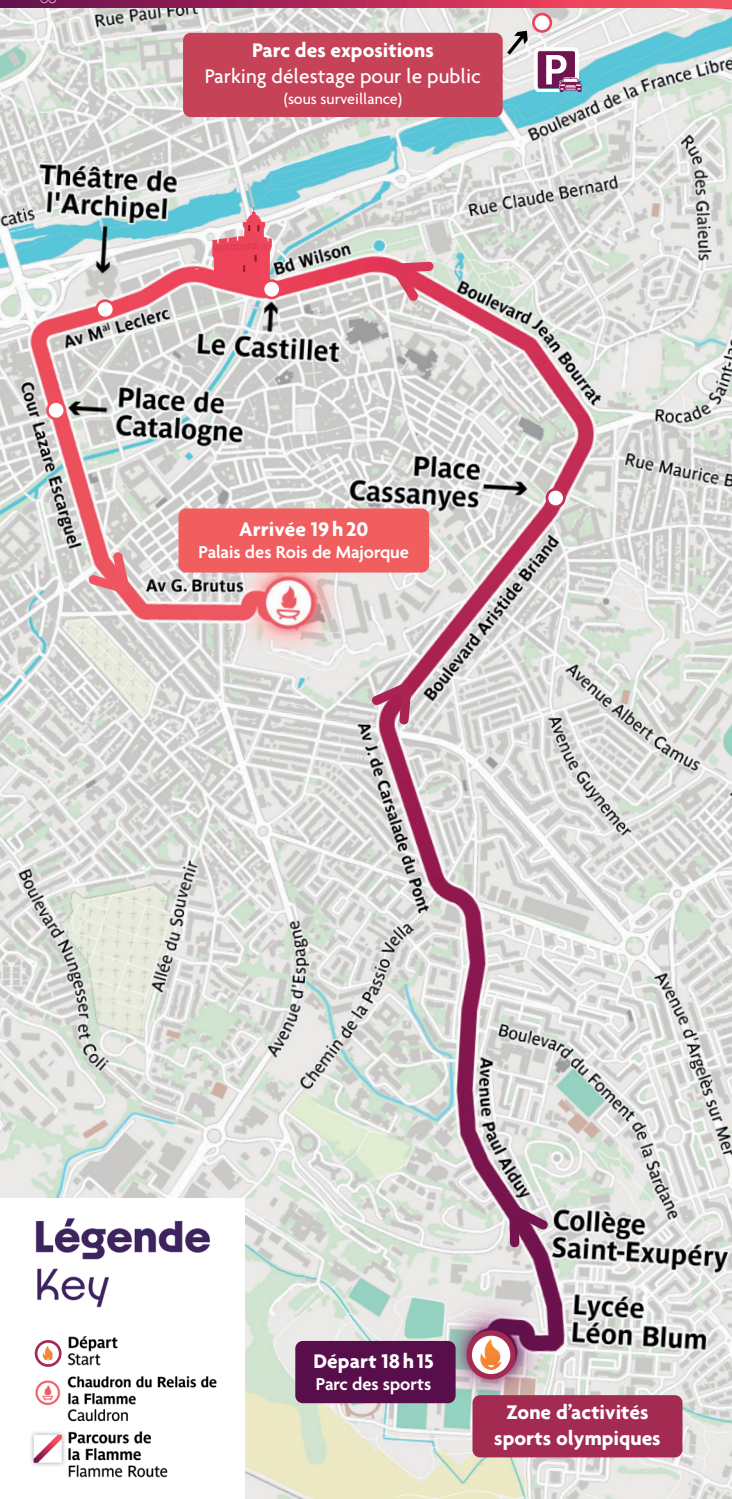 Rue Paul Fort
Parc des expositions
Parking délestage pour le public
(sous surveillance)
P
Boulevard de la France Libre
Rue des Glaieuls
Théâtre de
l'Archipel
catis
Rue Claude Bernard
Bd Wilson
Boulevard Jean Bourrat
Av Mal Leclerc
Le Castillet
Cour Lazare Escarguel
Place de
Catalogne
Rocade Saint-Ja
Rue Maurice B
Place
Cassanyes
Arrivée 19 h 20
Palais des Rois de Majorque
Av G. Brutus
Boulevard Aristide Briand
Avenue Albert Camus
Avenue Guynemer
Av J. de Carsalade du Pont
Boulevard Nungesser et Coli
Allée du Souvenir
Avenue d'Espagne
Chemin de la Passio Vella
Avenue d'Argelès sur Mer
Boulevard du Foment de la Sardane
Avenue Paul Alduy
Collège
Saint-Exupéry
Lycée
Léon Blum
Départ 18 h 15
Parc des sports
Zone d'activités
sports olympiques
Légende
Key
Départ
Start
Chaudron du Relais de
la Flamme
Cauldron
Parcours de
la Flamme
Flamme Route